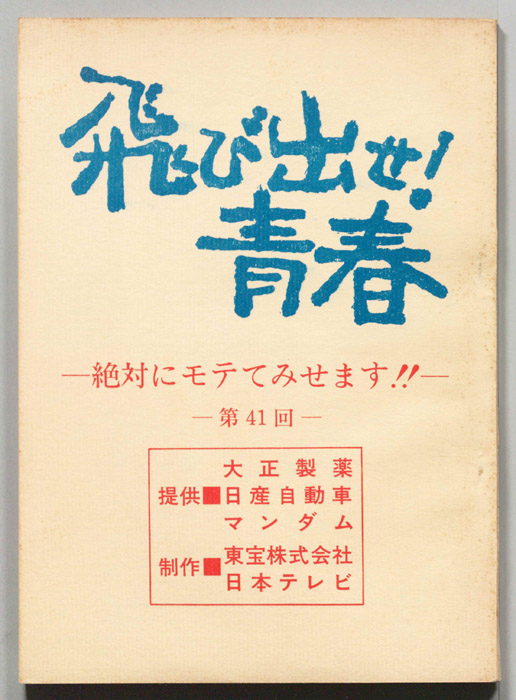 飛び出せ!
青春
―絶対にモテてみせます!!―
―第41回―
提供■大正製薬
日産自動車
マンダム
制作■東宝株式会社
日本テレビ